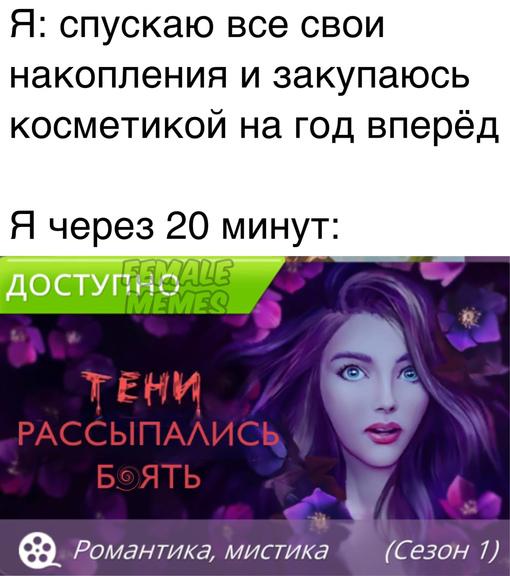 Я: спускаю все свои
накопления и закупаюсь
косметикой на год вперёд
Я через 20 минут:
ДОСТУПНО
FEMALE
MEMES
ТЕНИ
РАССЫПАЛИСЬ
Б@ЯТЬ
Романтика, мистика (Сезон 1)